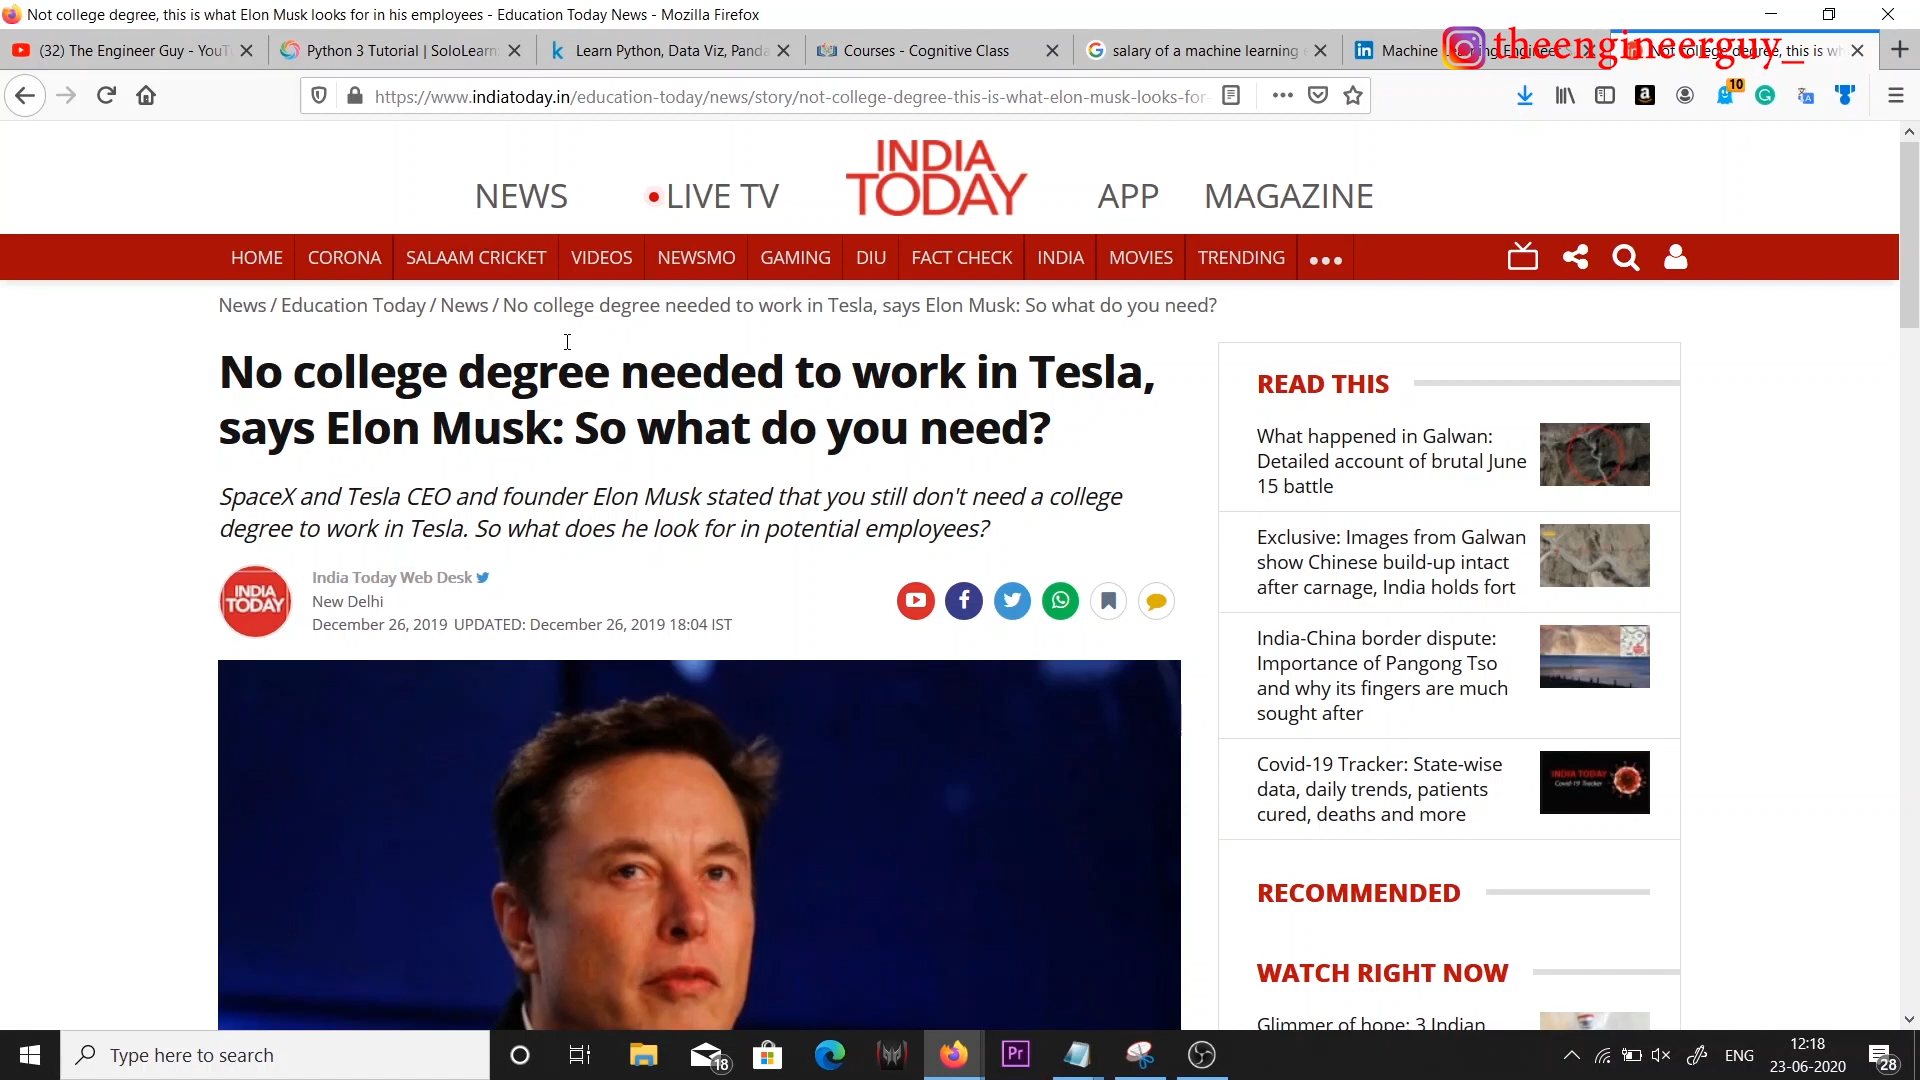 Not college degree, this is what Elon Musk looks for in his employees - Education Today News - Mozilla Firefox
(32) The Engineer Guy - YouTu
Python 3 Tutorial | SoloLearn:
Learn Python, Data Viz, Panda
Courses - Cognitive Class
salary of a machine learning
Machine
theengineerguy_
https://www.indiatoday.in/education-today/news/story/not-college-degree-this-is-what-elon-musk-looks-for-
10
NEWS
LIVE TV
INDIA
TODAY
APP
MAGAZINE
HOME
CORONA
SALAAM CRICKET
VIDEOS
NEWSMO
GAMING
DIU
FACT CHECK
INDIA
MOVIES
TRENDING
News / Education Today / News / No college degree needed to work in Tesla, says Elon Musk: So what do you need?
No college degree needed to work in Tesla,
says Elon Musk: So what do you need?
SpaceX and Tesla CEO and founder Elon Musk stated that you still don't need a college
degree to work in Tesla. So what does he look for in potential employees?
INDIA
TODAY
India Today Web Desk
New Delhi
December 26, 2019 UPDATED: December 26, 2019 18:04 IST
READ THIS
What happened in Galwan:
Detailed account of brutal June
15 battle
Exclusive: Images from Galwan
show Chinese build-up intact
after carnage, India holds fort
India-China border dispute:
Importance of Pangong Tso
and why its fingers are much
sought after
Covid-19 Tracker: State-wise
data, daily trends, patients
cured, deaths and more
INDIA TODAY
Covid-19 Tracker
RECOMMENDED
WATCH RIGHT NOW
Glimmer of hope: 3 Indian
Type here to search
18
Pr
ENG
12:18
23-06-2020
28